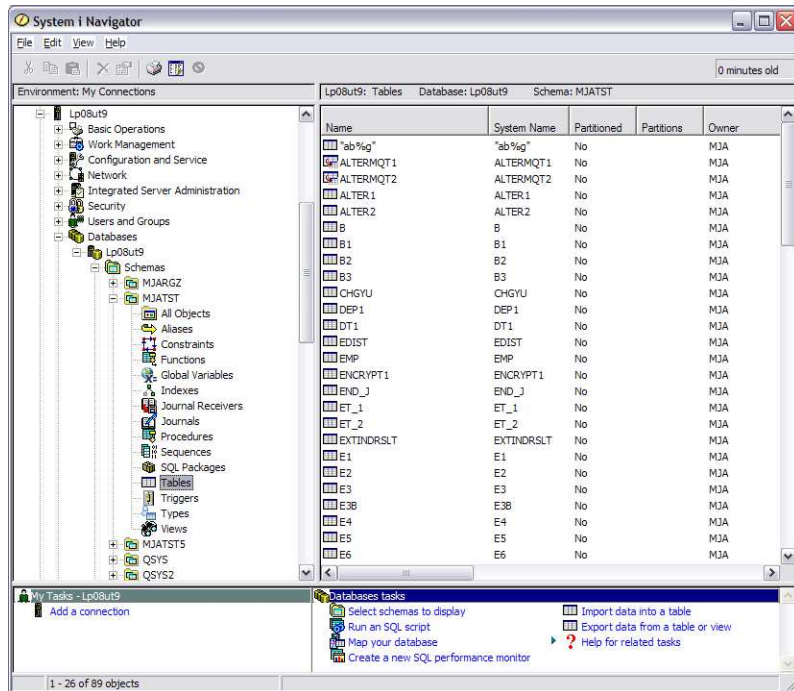 System i Navigator
File Edit View Help
0 minutes old
Environment: My Connections
Lp08ut9: Tables Database: Lp08ut9 Schema: MJATST
Lp08ut9
Basic Operations
Work Management
Configuration and Service
Network
Integrated Server Administration
Security
Users and Groups
Databases
Lp08ut9
Schemas
MJARGZ
MJATST
All Objects
Aliases
Constraints
Functions
Global Variables
Indexes
Journal Receivers
Journals
Procedures
Sequences
SQL Packages
Tables
Triggers
Types
Views
MJATST5
QSYS
QSYS2
Name System Name Partitioned Partitions Owner
"ab%g" "ab%g" No MJA
ALTERMQT1 ALTERMQT1 No MJA
ALTERMQT2 ALTERMQT2 No MJA
ALTER1 ALTER1 No MJA
ALTER2 ALTER2 No MJA
B B No MJA
B1 B1 No MJA
B2 B2 No MJA
B3 B3 No MJA
CHGYU CHGYU No MJA
DEP1 DEP1 No MJA
DT1 DT1 No MJA
EDIST EDIST No MJA
EMP EMP No MJA
ENCRYPT1 ENCRYPT1 No MJA
END_J END_J No MJA
ET_1 ET_1 No MJA
ET_2 ET_2 No MJA
EXTINDRSLT EXTINDRSLT No MJA
E1 E1 No MJA
E2 E2 No MJA
E3 E3 No MJA
E3B E3B No MJA
E4 E4 No MJA
E5 E5 No MJA
E6 E6 No MJA
My Tasks - Lp08ut9
Add a connection
Databases tasks
Select schemas to display
Run an SQL script
Map your database
Create a new SQL performance monitor
Import data into a table
Export data from a table or view
Help for related tasks
1 - 26 of 89 objects